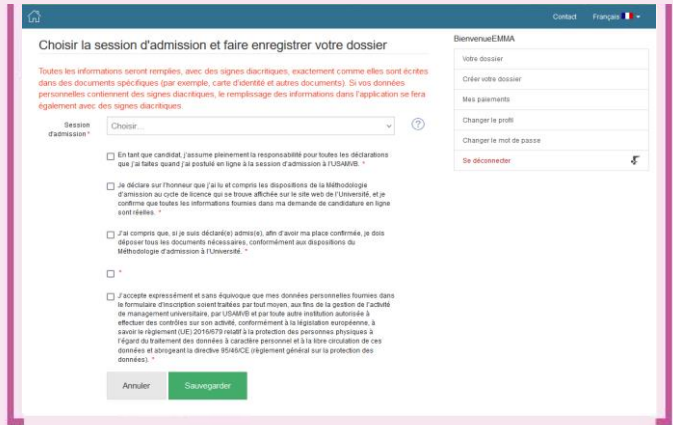 Contact Français
Choisir la session d'admission et faire enregistrer votre dossier
Toutes les informations seront remplies, avec des signes diacritiques, exactement comme elles sont écrites
dans des documents spécifiques (par exemple, carte d'identité et autres documents). Si vos données
personnelles contiennent des signes diacritiques, le remplissage des informations dans l'application se fera
également avec des signes diacritiques.
Session
d'admission *
Choisir...
?
En tant que candidat, j'assume pleinement la responsabilité pour toutes les déclarations
que j'ai faites quand j'ai postulé en ligne à la session d'admission à l'USAMVB. *
Je déclare sur l'honneur que j'ai lu et compris les dispositions de la Méthodologie
d'amission au cycle de licence qui se trouve affichée sur le site web de l'Université, et je
confirme que toutes les informations fournies dans ma demande de candidature en ligne
sont réelles. *
J'ai compris que, si je suis déclaré(e) admis(e), afin d'avoir ma place confirmée, je dois
déposer tous les documents nécessaires, conformément aux dispositions du
Méthodologie d'admission à l'Université. *
*
J'accepte expressément et sans équivoque que mes données personnelles fournies dans
le formulaire d'inscription soient traitées par tout moyen, aux fins de la gestion de l'activité
de management universitaire, par USAMVB et par toute autre institution autorisée à
effectuer des contrôles sur son activité, conformément à la législation européenne, à
savoir le règlement (UE) 2016/679 relatif à la protection des personnes physiques à
l'égard du traitement des données à caractère personnel et à la libre circulation de ces
données et abrogeant la directive 95/46/CE (règlement général sur la protection des
données). *
Annuler
Sauvegarder
BienvenueEMMA
Votre dossier
Créer votre dossier
Mes paiements
Changer le profil
Changer le mot de passe
Se déconnecter